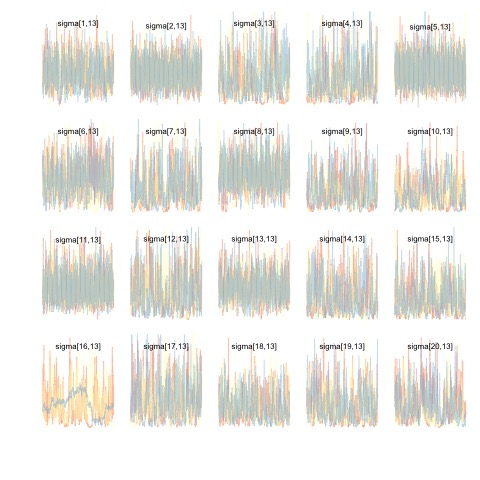 sigma[1,13] sigma[2,13] sigma[3,13] sigma[4,13] sigma[5,13]
sigma[6,13] sigma[7,13] sigma[8,13] sigma[9,13] sigma[10,13]
sigma[11,13] sigma[12,13] sigma[13,13] sigma[14,13] sigma[15,13]
sigma[16,13] sigma[17,13] sigma[18,13] sigma[19,13] sigma[20,13]